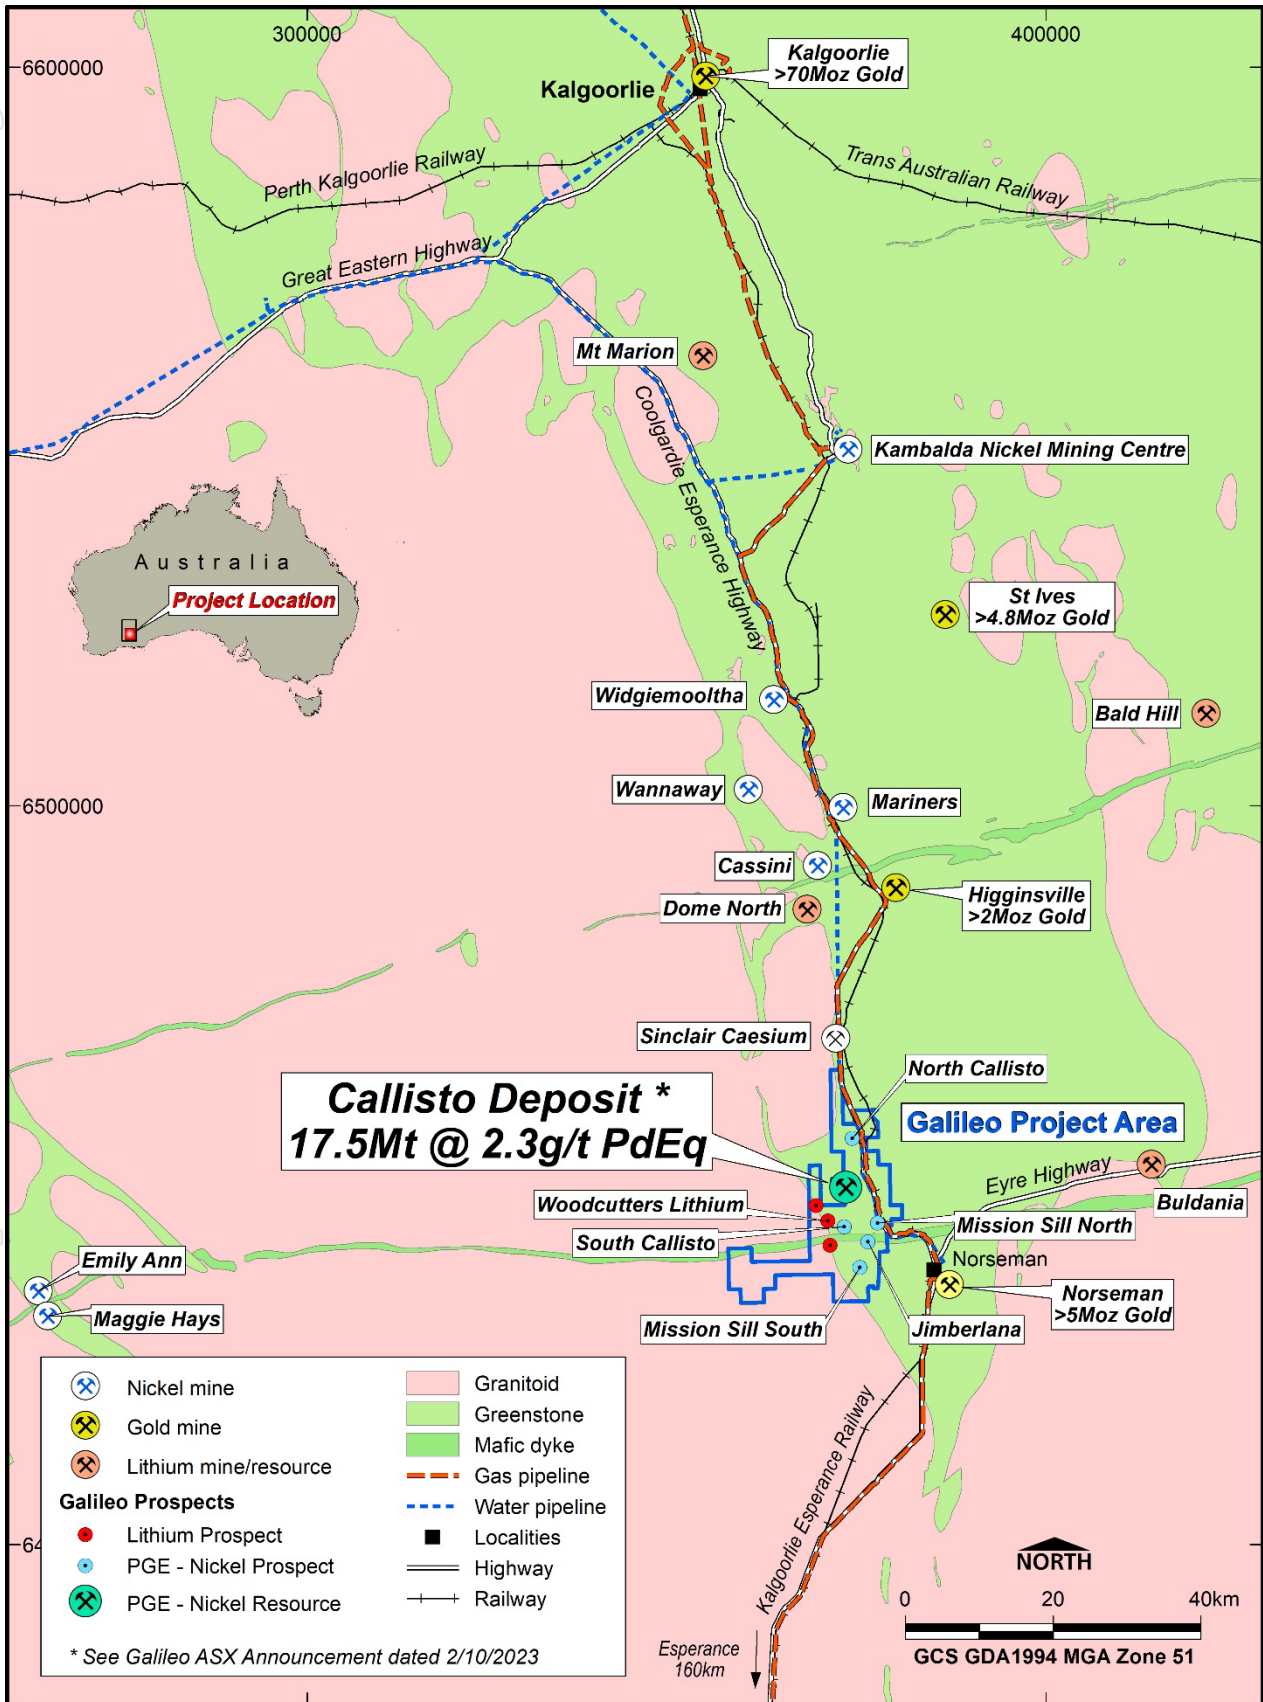 300000
400000
6600000
Kalgoorlie
>70Moz Gold
Kalgoorlie
Perth Kalgoorlie Railway
Trans Australian Railway
Great Eastern Highway
Mt Marion
Coolgardie Esperance Highway
Kambalda Nickel Mining Centre
Australia
Project Location
St Ives
>4.8Moz Gold
Widgiemooltha
Bald Hill
Wannaway
6500000
Mariners
Cassini
Dome North
Higginsville
>2Moz Gold
Sinclair Caesium
North Callisto
Callisto Deposit *
17.5Mt @ 2.3g/t PdEq
Galileo Project Area
Eyre Highway
Buldania
Woodcutters Lithium
South Callisto
Mission Sill North
Norseman
Emily Ann
Maggie Hays
Norseman
>5Moz Gold
Mission Sill South
Jimberlana
Nickel mine
Gold mine
Lithium mine/resource
Galileo Prospects
Lithium Prospect
PGE - Nickel Prospect
PGE - Nickel Resource
Granitoid
Greenstone
Mafic dyke
Gas pipeline
Water pipeline
Localities
Highway
Railway
* See Galileo ASX Announcement dated 2/10/2023
64
Kalgoorlie Esperance Railway
Esperance
160km
NORTH
0 20 40km
GCS GDA1994 MGA Zone 51